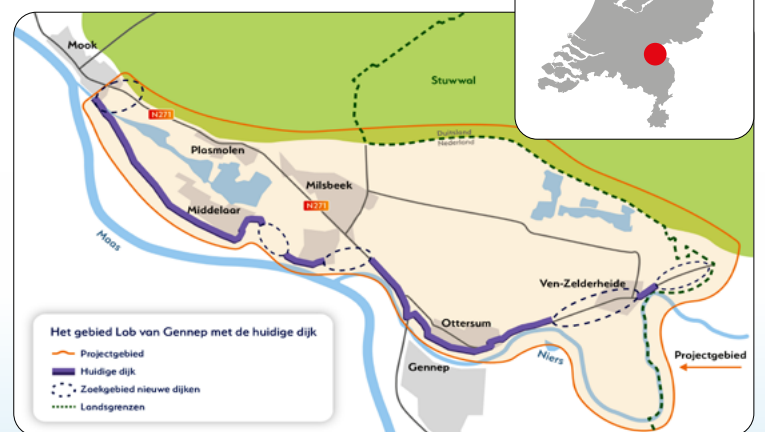 Mook
Stuwwal
N271
Duitsland
Nederland
Plasmolen
Milsbeek
N271
Middelaar
Maas
Ven-Zelderheide
Ottersum
Niers
Projectgebied
Gennep
Het gebied Lob van Gennep met de huidige dijk
Projectgebied
Huidige dijk
Zoekgebied nieuwe dijken
Landsgrenzen